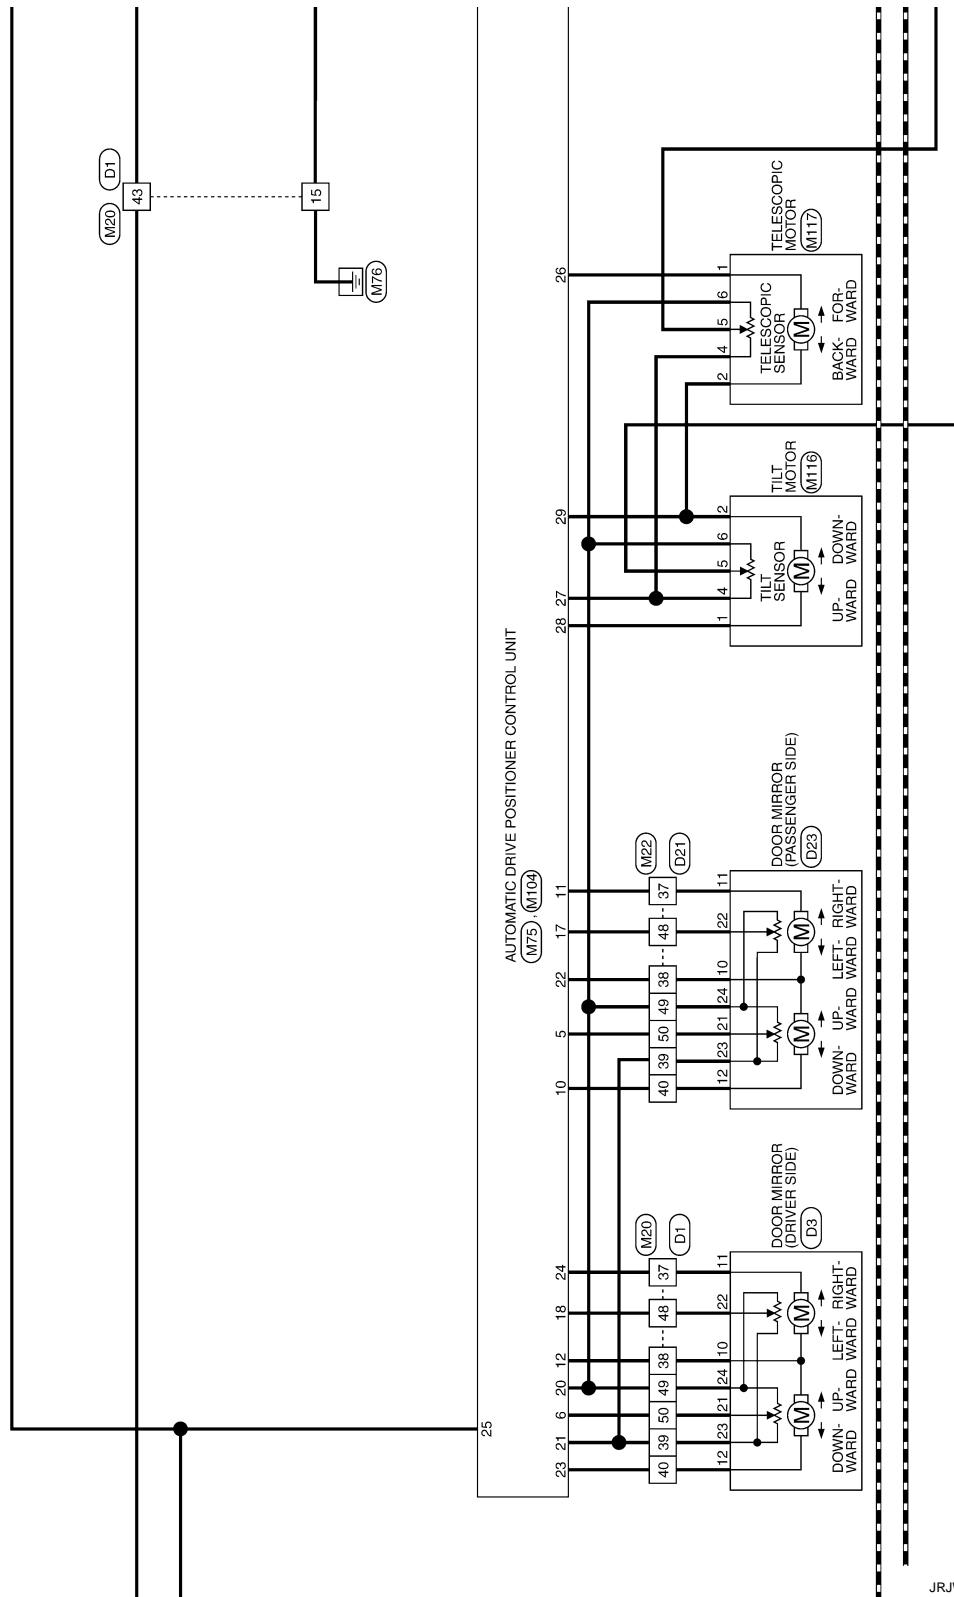 D1
M20
43
15
M76
AUTOMATIC DRIVE POSITIONER CONTROL UNIT
M75 , M104
25
26
29
27
28
11
17
22
5
10
24
18
12
20
6
21
23
TELESCOPIC
MOTOR
M117
1
6
5
4
2
TELESCOPIC
SENSOR
M
BACK-
WARD
FOR-
WARD
TILT
MOTOR
M116
2
6
5
4
1
TILT
SENSOR
M
UP-
WARD
DOWN-
WARD
M22
D21
37
48
38
49
50
39
40
DOOR MIRROR
(PASSENGER SIDE)
D23
11
22
10
24
21
23
12
M
M
DOWN-
WARD
UP-
WARD
LEFT-
WARD
RIGHT-
WARD
M20
D1
37
48
38
49
50
39
40
DOOR MIRROR
(DRIVER SIDE)
D3
11
22
10
24
21
23
12
M
M
DOWN-
WARD
UP-
WARD
LEFT-
WARD
RIGHT-
WARD